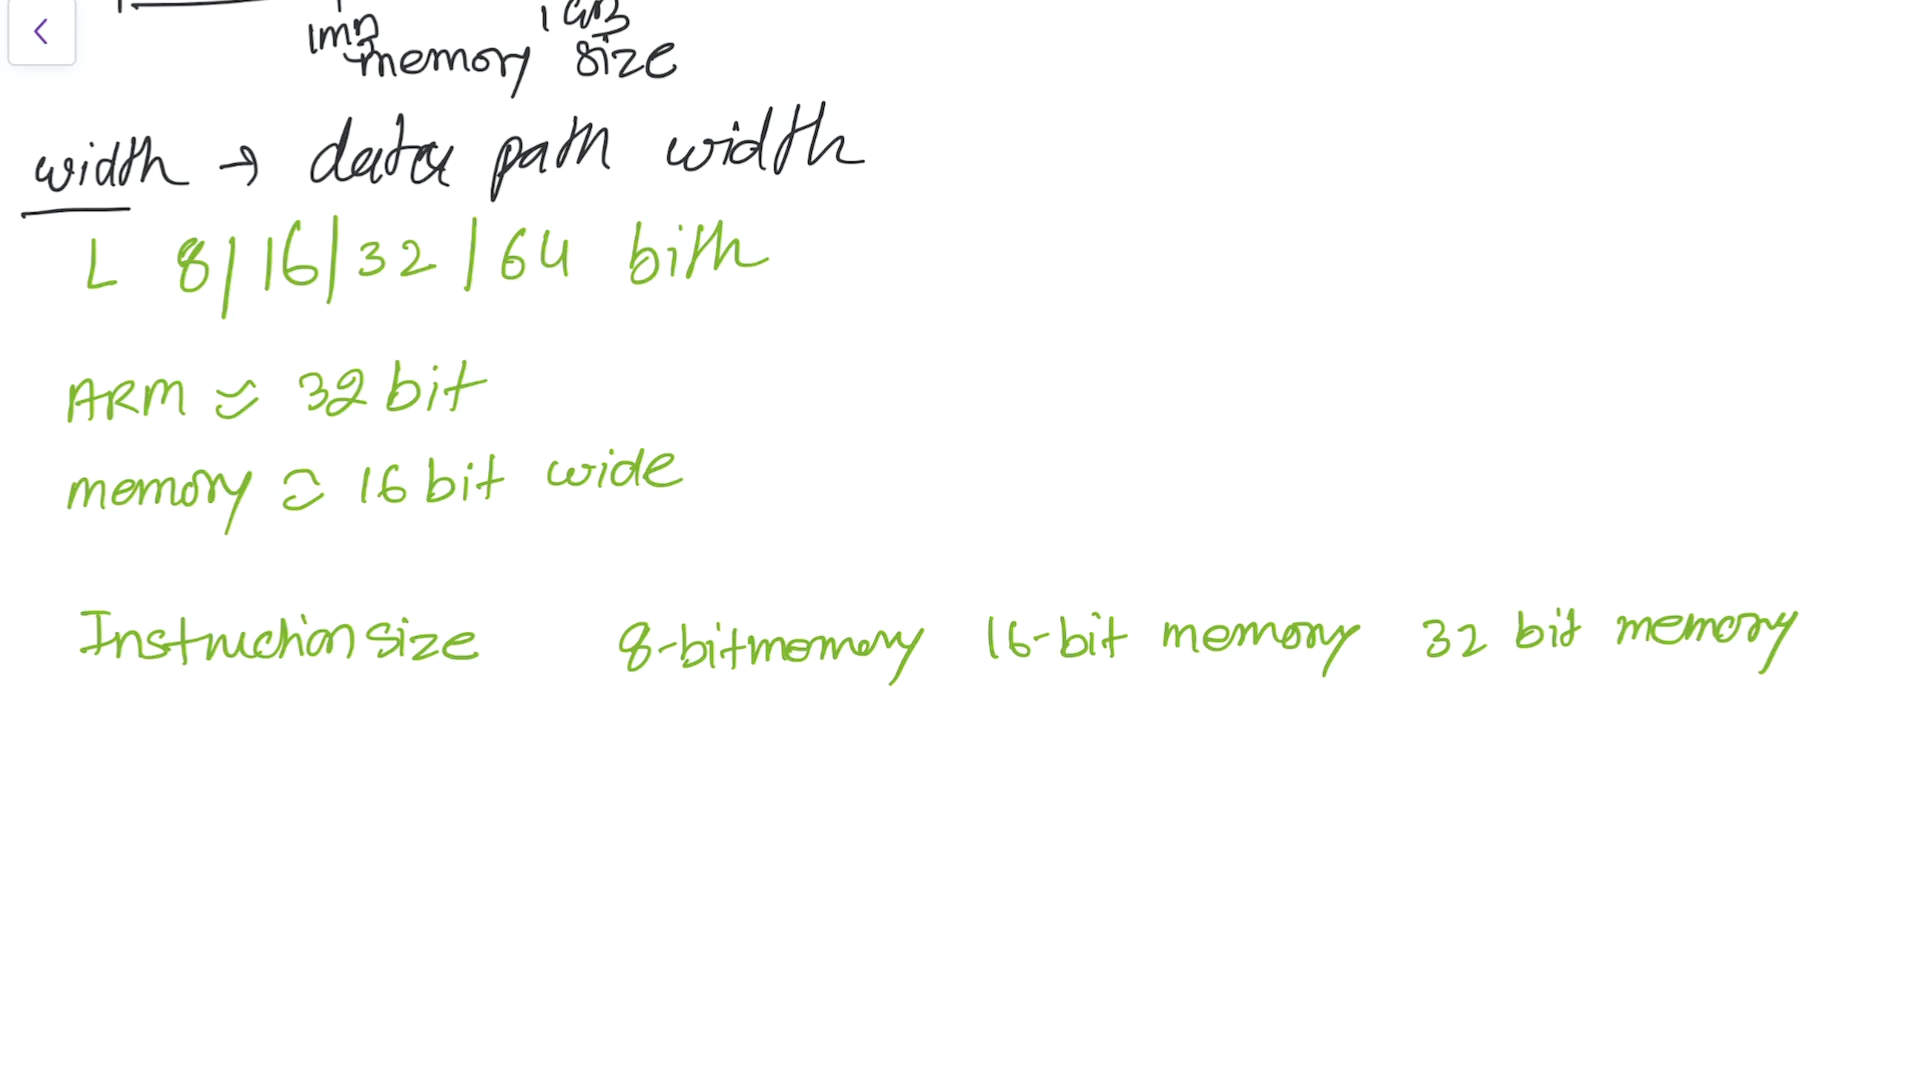 memory size
width → data path width
L 8/16/32/64 bith
ARM ≈ 32 bit
memory ≈ 16 bit wide
Instruction size 8-bit memory 16-bit memory 32 bit memory